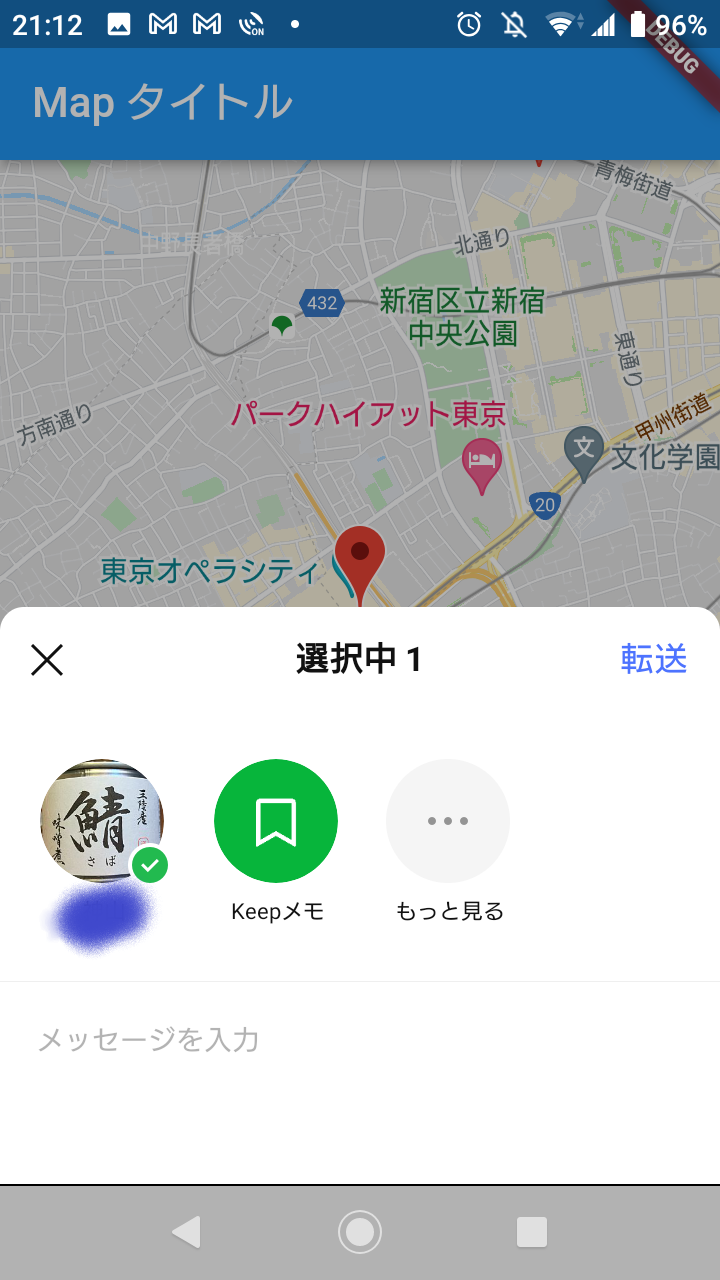 21:12
ON
96%
DEBUG
Map タイトル
青梅街道
中野長者橋
北通り
432
新宿区立新宿
中央公園
東通り
パークハイアット東京
方南通り
甲州街道
文
文化学園
20
東京オペラシティ
選択中 1
転送
三陸産
鯖
さば
味噌煮
Keepメモ
もっと見る
メッセージを入力